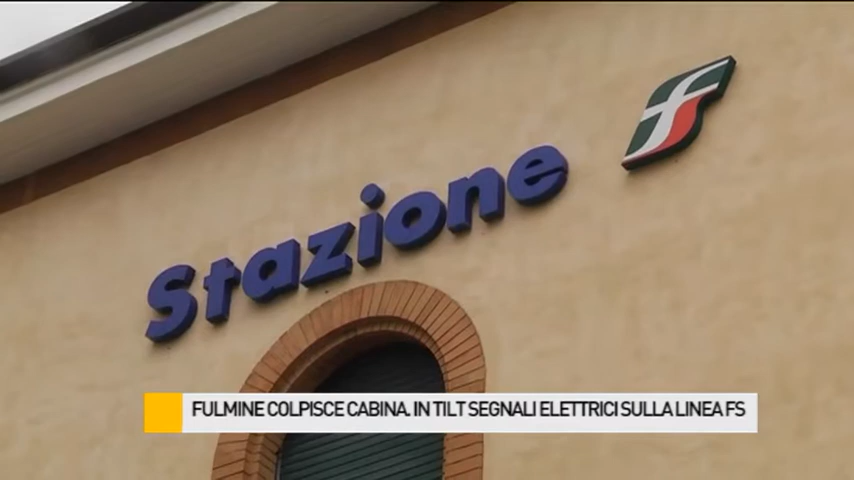 Stazione
FULMINE COLPISCE CABINA. IN TILT SEGNALI ELETTRICI SULLA LINEA FS